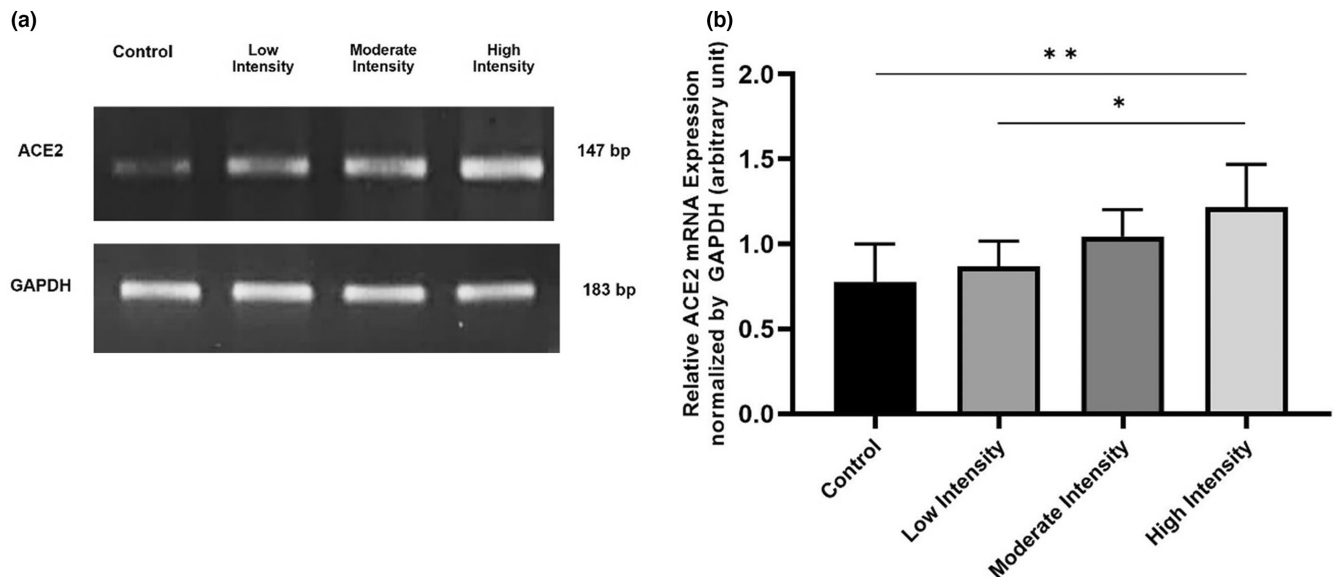 (a)
Control
Low
Intensity
Moderate
Intensity
High
Intensity
ACE2
147 bp
GAPDH
183 bp
(b)
Relative ACE2 mRNA Expression
normalized by GAPDH (arbitrary unit)
2.0
1.5
1.0
0.5
0.0
* *
*
Control
Low Intensity
Moderate Intensity
High Intensity